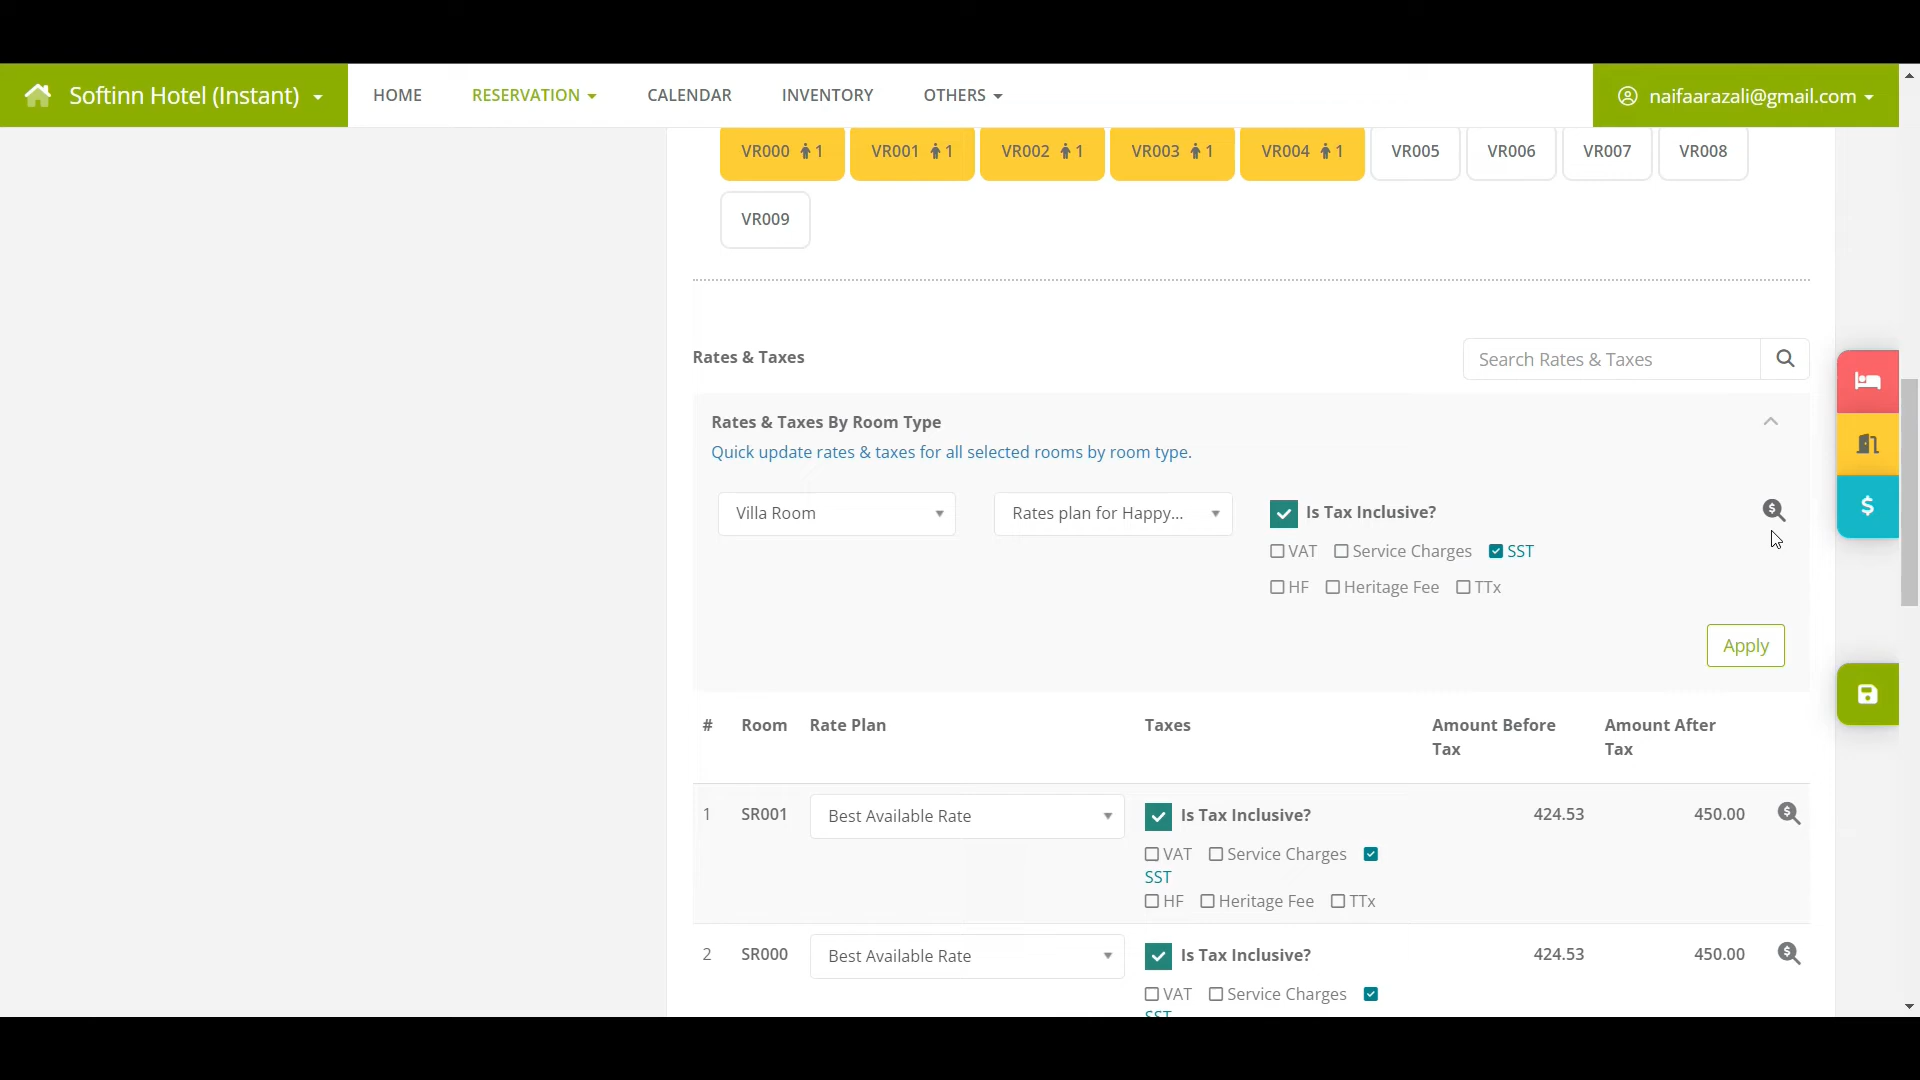 Softinn Hotel (Instant) HOME RESERVATION CALENDAR INVENTORY OTHERS naifaarazali@gmail.com
VR000 1 VR001 1 VR002 1 VR003 1 VR004 1 VR005 VR006 VR007 VR008
VR009
Rates & Taxes Search Rates & Taxes
Rates & Taxes By Room Type
Quick update rates & taxes for all selected rooms by room type.
Villa Room Rates plan for Happy... Is Tax Inclusive?
VAT Service Charges SST
HF Heritage Fee TTx
Apply
# Room Rate Plan Taxes Amount Before Amount After
Tax Tax
1 SR001 Best Available Rate Is Tax Inclusive? 424.53 450.00
VAT Service Charges
SST
HF Heritage Fee TTx
2 SR000 Best Available Rate Is Tax Inclusive? 424.53 450.00
VAT Service Charges
SST